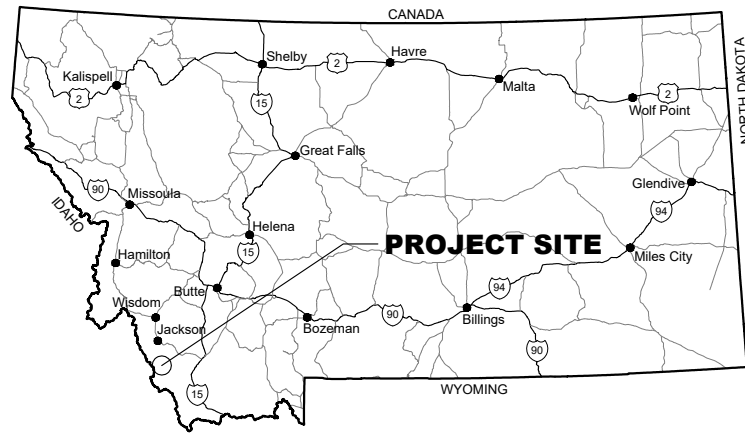 CANADA
Shelby
Havre
2
Kalispell
2
15
Malta
2
Wolf Point
NORTH DAKOTA
Great Falls
Glendive
90
Missoula
IDAHO
94
Helena
15
PROJECT SITE
Miles City
Hamilton
Butte
94
Wisdom
Jackson
Bozeman
90
Billings
90
15
WYOMING